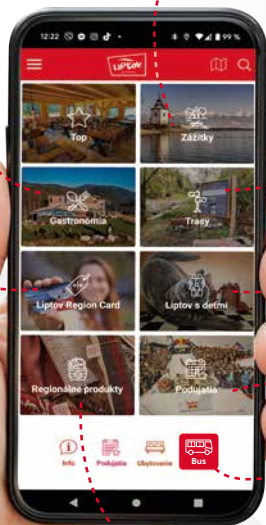 12:22
99 %
LIPTOV
Top
Zážitky
Gastronómia
Trasy
Liptov Region Card
Liptov s deťmi
Regionálne produkty
Podujatia
Info
Podujatia
Ubytovanie
Bus